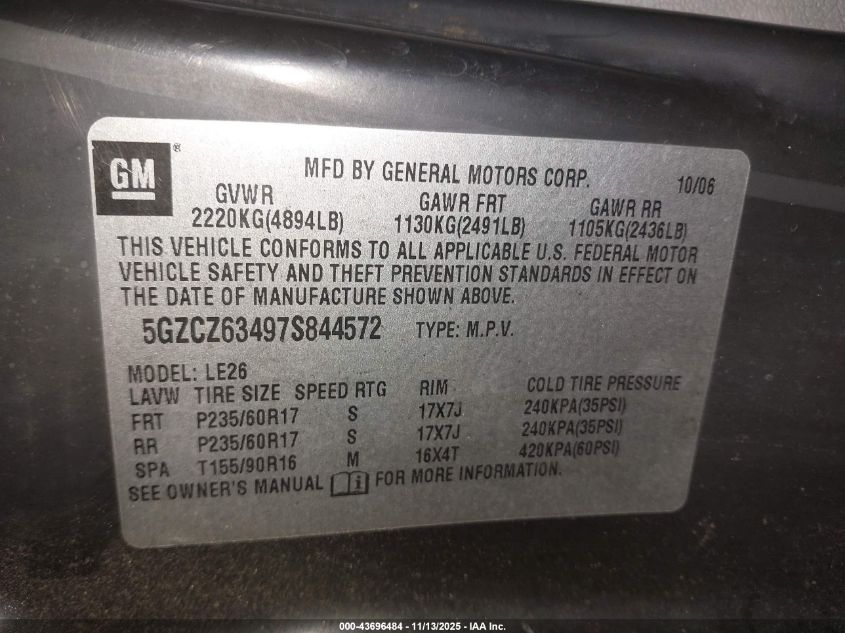 GM®
MFD BY GENERAL MOTORS CORP. 10/06
GVWR GAWR FRT GAWR RR
2220KG(4894LB) 1130KG(2491LB) 1105KG(2436LB)
THIS VEHICLE CONFORMS TO ALL APPLICABLE U.S. FEDERAL MOTOR
VEHICLE SAFETY AND THEFT PREVENTION STANDARDS IN EFFECT ON
THE DATE OF MANUFACTURE SHOWN ABOVE.
5GZCZ63497S844572 TYPE: M.P.V.
MODEL: LE26
LAVW TIRE SIZE SPEED RTG RIM COLD TIRE PRESSURE
FRT P235/60R17 S 17X7J 240KPA(35PSI)
RR P235/60R17 S 17X7J 240KPA(35PSI)
SPA T155/90R16 M 16X4T 420KPA(60PSI)
SEE OWNER'S MANUAL i FOR MORE INFORMATION.
000-43696484 - 11/13/2025 - IAA Inc.